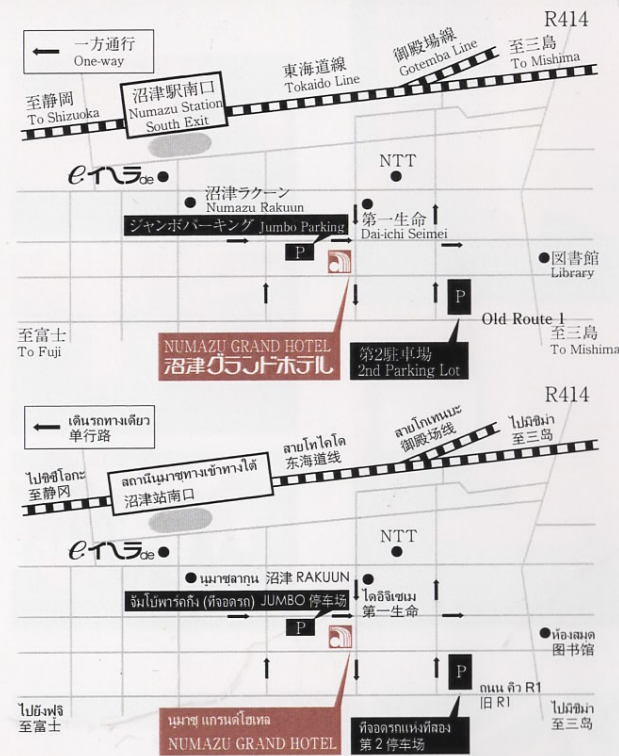 R414
一方通行
One-way
御殿場線
Gotemba Line
至三島
To Mishima
東海道線
Tokaido Line
至静岡
To Shizuoka
沼津駅南口
Numazu Station
South Exit
eイーラde
NTT
沼津ラクーン
Numazu Rakuun
第一生命
Dai-ichi Seimei
ジャンボパーキング Jumbo Parking
P
図書館
Library
P
Old Route 1
至富士
To Fuji
至三島
To Mishima
NUMAZU GRAND HOTEL
沼津グランドホテル
第2駐車場
2nd Parking Lot
R414
เดินรถทางเดียว
单行路
สายโกเทนบะ
御殿场线
ไปมิชิม่า
至三岛
สายโทไคโด
东海道线
ไปชิซึโอกะ
至静冈
สถานีนูมาซุทางเข้าทางใต้
沼津站南口
eイーラde
NTT
นูมาซุลากูน 沼津 RAKUUN
ไดอิจิเซเม
第一生命
จัมโบ้พาร์คกิ้ง (ที่จอดรถ) JUMBO 停车场
P
ห้องสมุด
图书馆
P
ถนน คิว R1
旧 R1
ไปยังฟูจิ
至富士
ไปมิชิม่า
至三岛
นูมาซุ แกรนด์โฮเทล
NUMAZU GRAND HOTEL
ที่จอดรถแห่งที่สอง
第 2 停车场